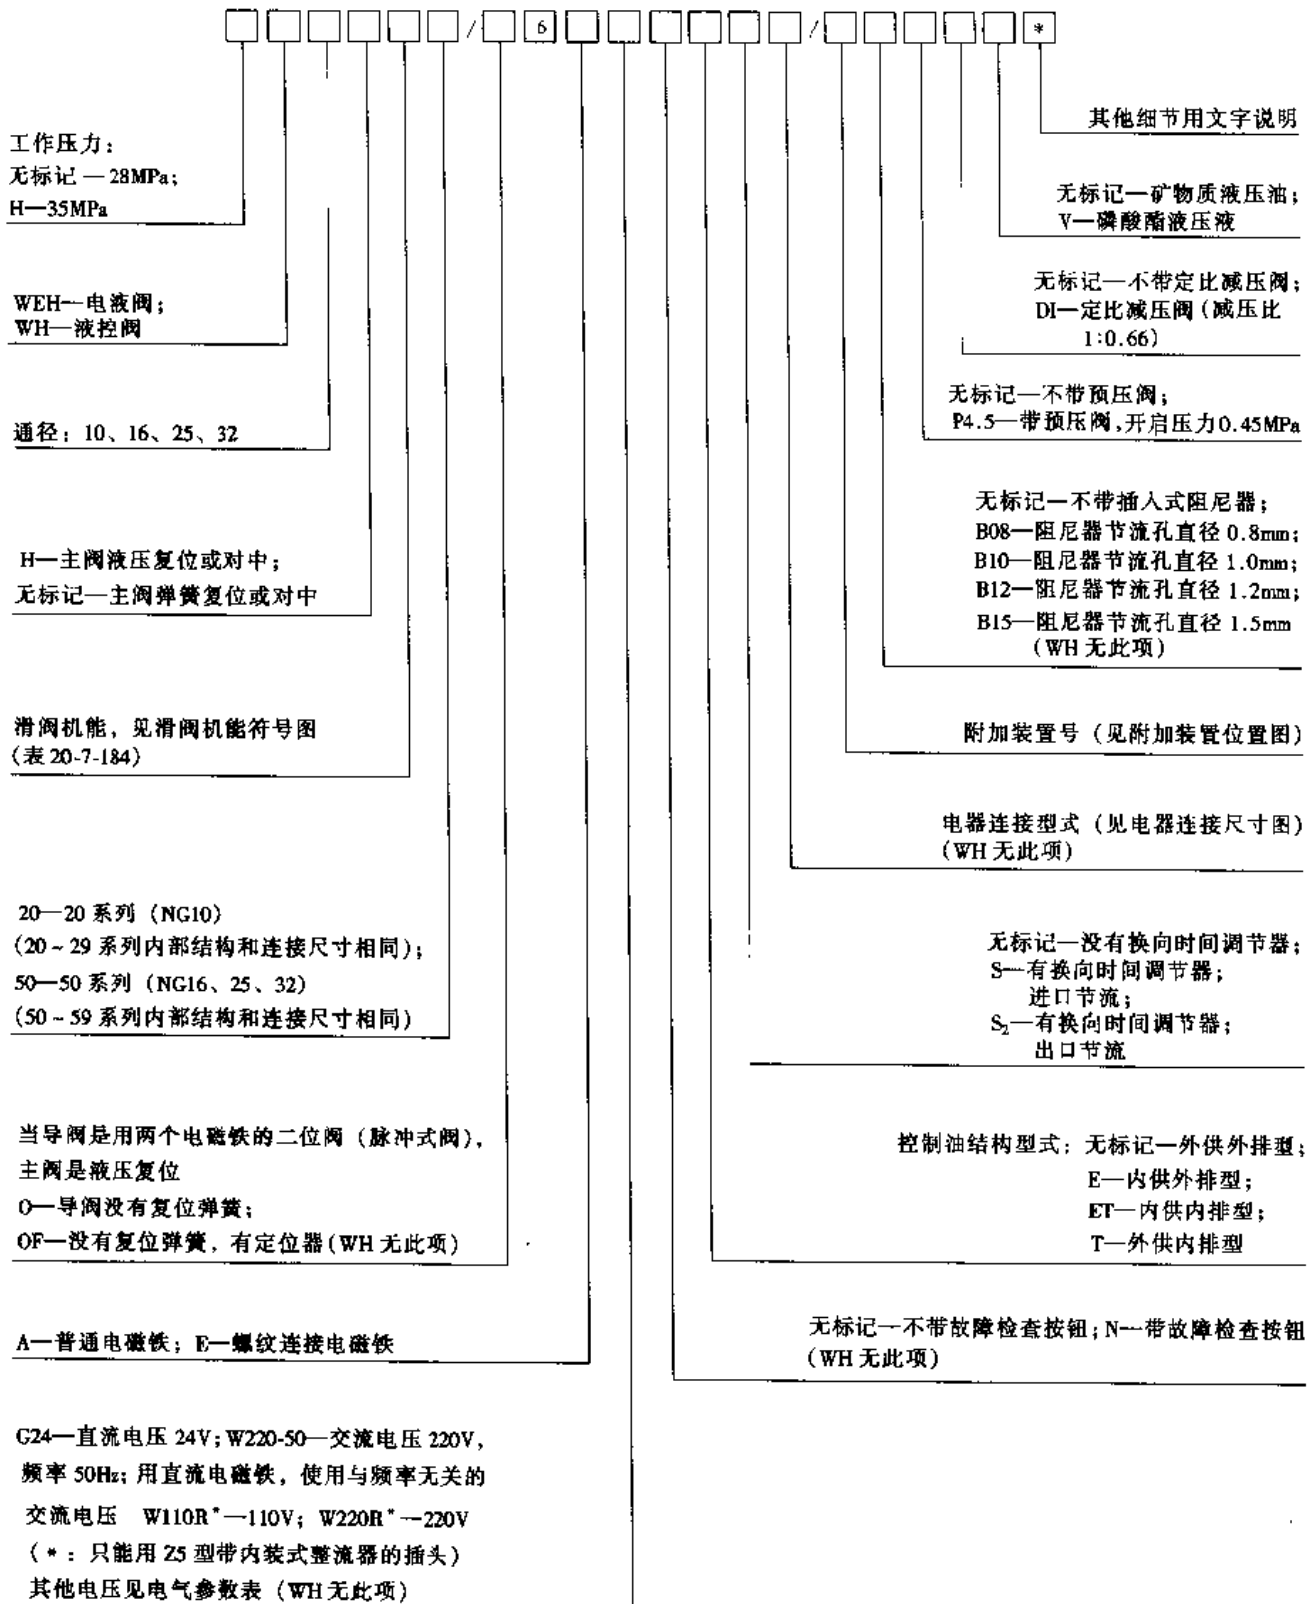 / 6 / *
工作压力：
无标记 — 28MPa；
H—35MPa
WEH—电液阀；
WH—液控阀
通径：10、16、25、32
H—主阀液压复位或对中；
无标记—主阀弹簧复位或对中
滑阀机能，见滑阀机能符号图
（表 20-7-184）
20—20 系列（NG10）
（20～29 系列内部结构和连接尺寸相同）；
50—50 系列（NG16、25、32）
（50～59 系列内部结构和连接尺寸相同）
当导阀是用两个电磁铁的二位阀（脉冲式阀），
主阀是液压复位
O—导阀没有复位弹簧；
OF—没有复位弹簧，有定位器(WH 无此项)
A—普通电磁铁；E—螺纹连接电磁铁
G24—直流电压 24V；W220-50—交流电压 220V，
频率 50Hz；用直流电磁铁，使用与频率无关的
交流电压 W110R*—110V；W220R*—220V
（*：只能用 Z5 型带内装式整流器的插头）
其他电压见电气参数表（WH 无此项）
其他细节用文字说明
无标记—矿物质液压油；
V—磷酸酯液压液
无标记—不带定比减压阀；
DI—定比减压阀（减压比
1:0.66）
无标记—不带预压阀；
P4.5—带预压阀，开启压力0.45MPa
无标记—不带插入式阻尼器；
B08—阻尼器节流孔直径 0.8mm；
B10—阻尼器节流孔直径 1.0mm；
B12—阻尼器节流孔直径 1.2mm；
B15—阻尼器节流孔直径 1.5mm
（WH 无此项）
附加装置号（见附加装置位置图）
电器连接型式（见电器连接尺寸图）
（WH 无此项）
无标记—没有换向时间调节器；
S—有换向时间调节器；
进口节流；
S₂—有换向时间调节器；
出口节流
控制油结构型式：无标记—外供外排型；
E—内供外排型；
ET—内供内排型；
T—外供内排型
无标记—不带故障检查按钮；N—带故障检查按钮
（WH 无此项）